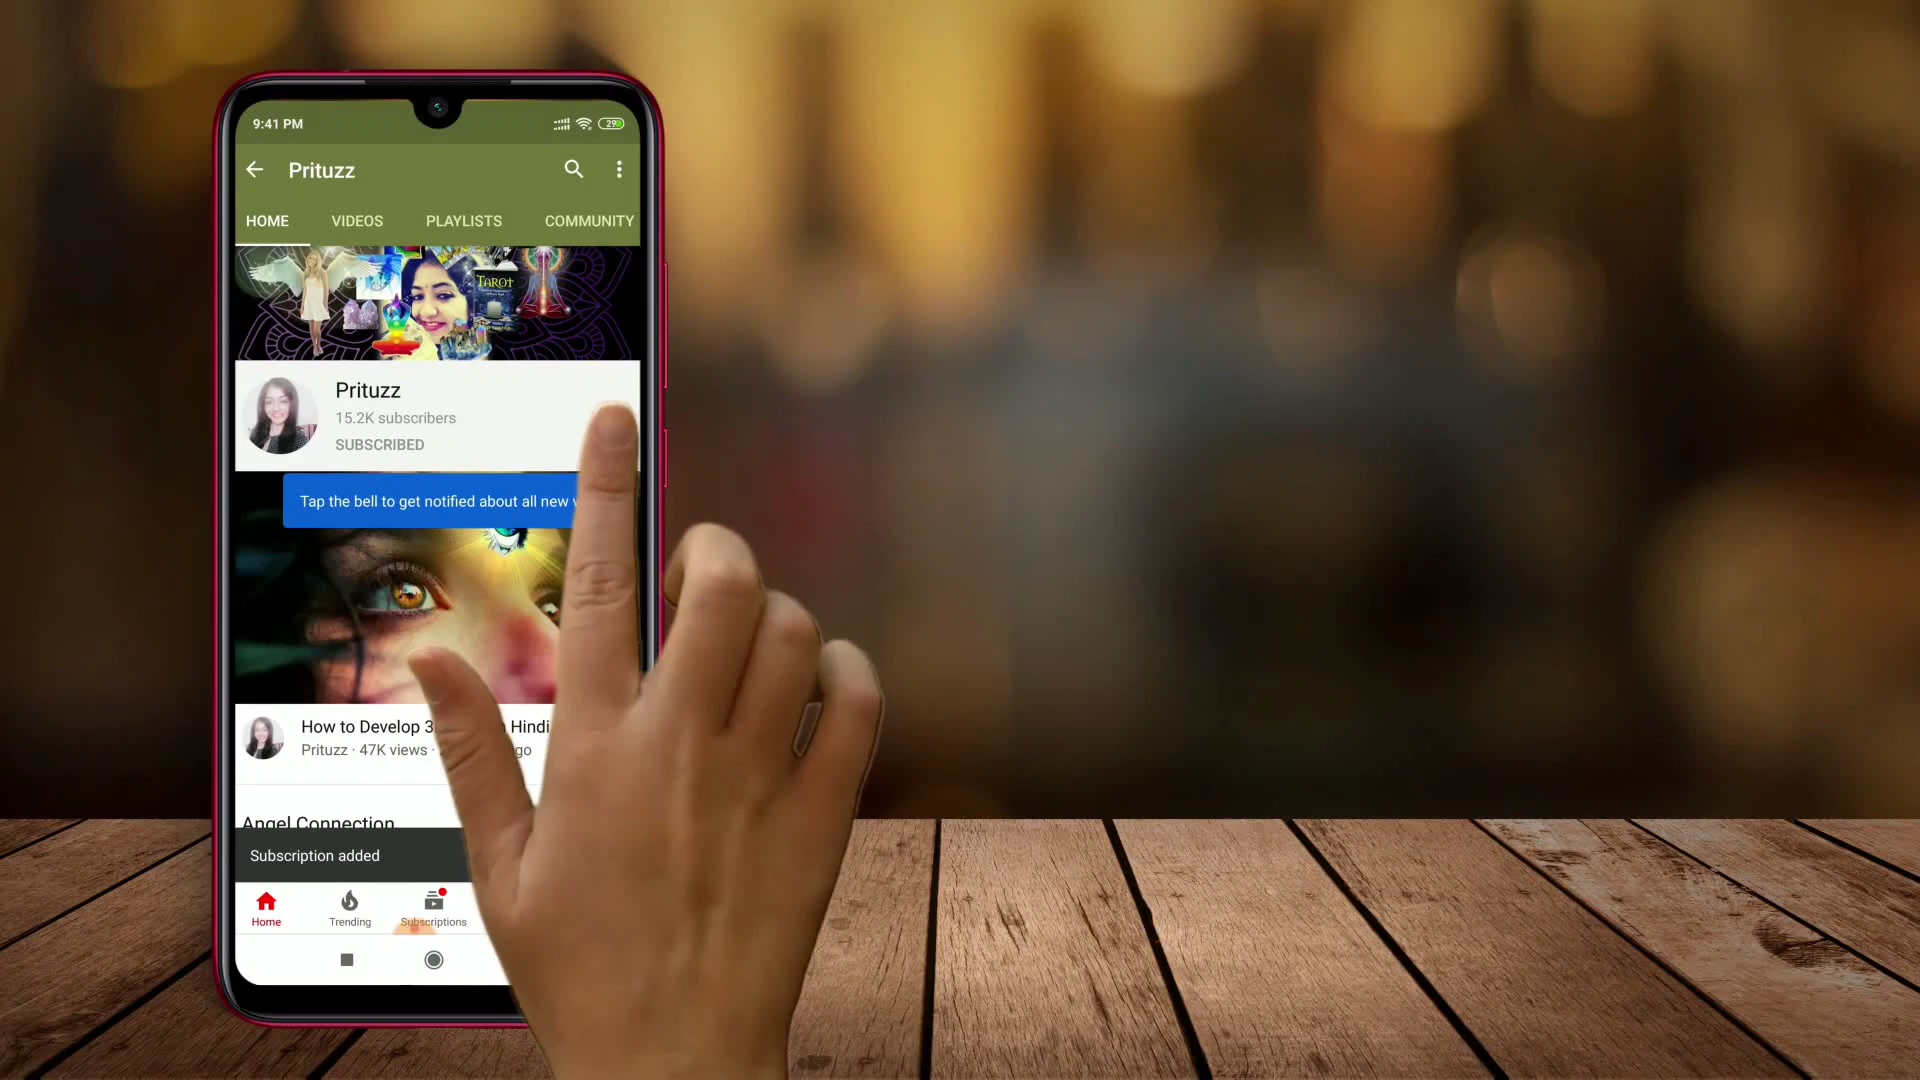 9:41 PM
29
Prituzz
HOME VIDEOS PLAYLISTS COMMUNITY
TAROT
Prituzz
15.2K subscribers
SUBSCRIBED
Tap the bell to get notified about all new
How to Develop Hindi
Prituzz · 47K views · go
Angel Connection
Subscription added
Home Trending Subscriptions